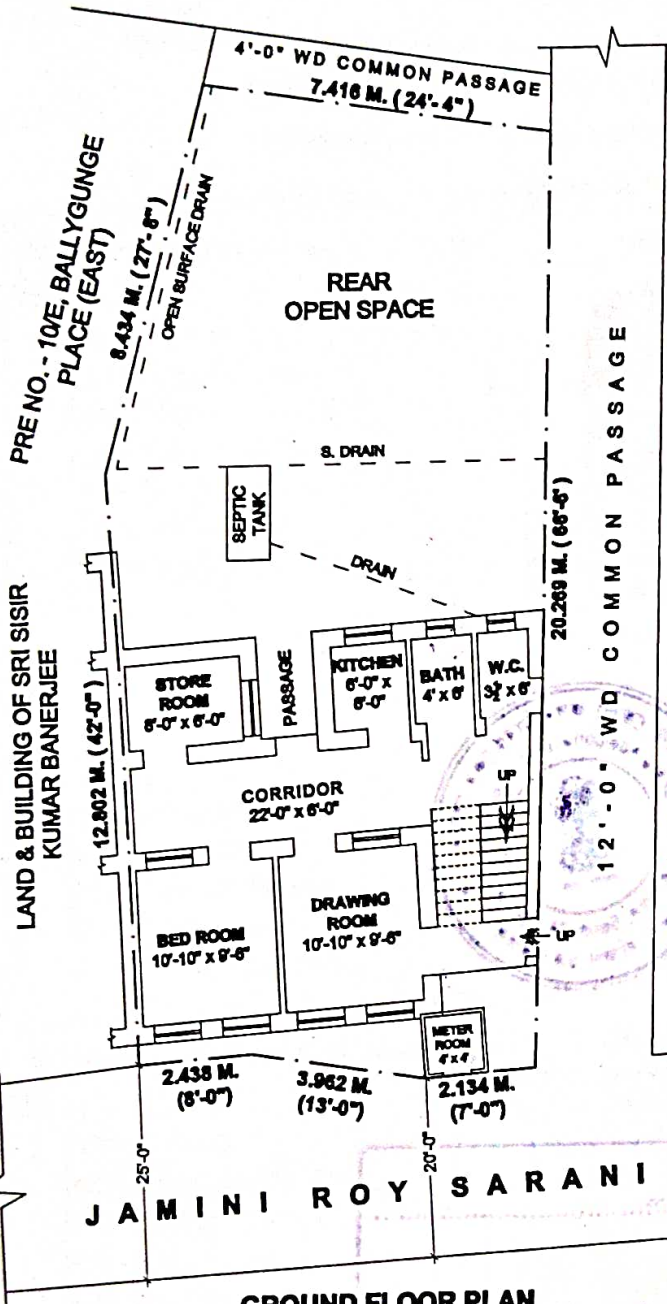 4'-0" WD COMMON PASSAGE
7.416 M. ( 24'-4" )
PRE NO. - 10/E, BALLYGUNGE
PLACE (EAST)
8.434 M. ( 27'-8" )
OPEN SURFACE DRAIN
REAR
OPEN SPACE
S. DRAIN
SEPTIC
TANK
DRAIN
20.269 M. ( 66'-6" )
12'-0" WD COMMON PASSAGE
LAND & BUILDING OF SRI SISIR
KUMAR BANERJEE
12.802 M. ( 42'-0" )
STORE
ROOM
8'-0" x 6'-0"
PASSAGE
KITCHEN
6'-0" x
6'-0"
BATH
4' x 6'
W.C.
3½' x 6'
CORRIDOR
22'-0" x 6'-0"
UP
BED ROOM
10'-10" x 9'-6"
DRAWING
ROOM
10'-10" x 9'-6"
UP
METER
ROOM
4' x 4'
2.438 M.
(8'-0")
3.962 M.
(13'-0")
2.134 M.
(7'-0")
25'-0"
20'-0"
JAMINI ROY SARANI
GROUND FLOOR PLAN